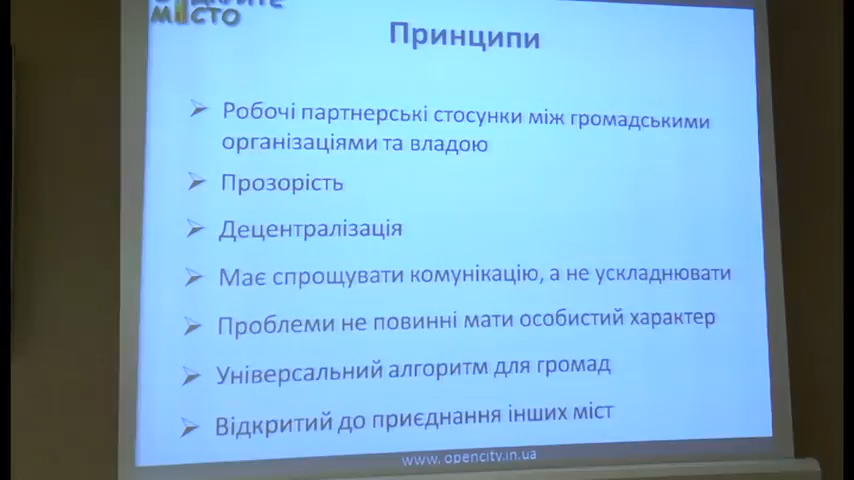 МІСТО
Принципи
Робочі партнерські стосунки між громадськими
організаціями та владою
Прозорість
Децентралізація
Має спрощувати комунікацію, а не ускладнювати
Проблеми не повинні мати особистий характер
Універсальний алгоритм для громад
Відкритий до приєднання інших міст
www. opencity.in.ua